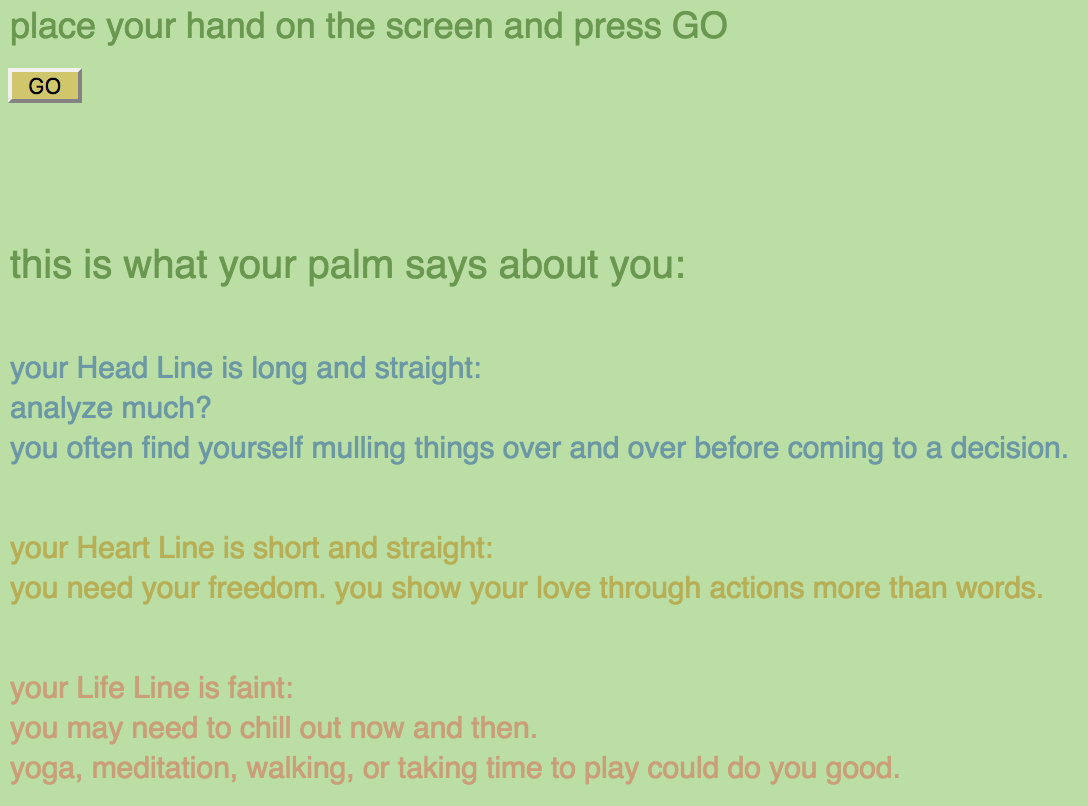 place your hand on the screen and press GO
GO
this is what your palm says about you:
your Head Line is long and straight:
analyze much?
you often find yourself mulling things over and over before coming to a decision.
your Heart Line is short and straight:
you need your freedom. you show your love through actions more than words.
your Life Line is faint:
you may need to chill out now and then.
yoga, meditation, walking, or taking time to play could do you good.